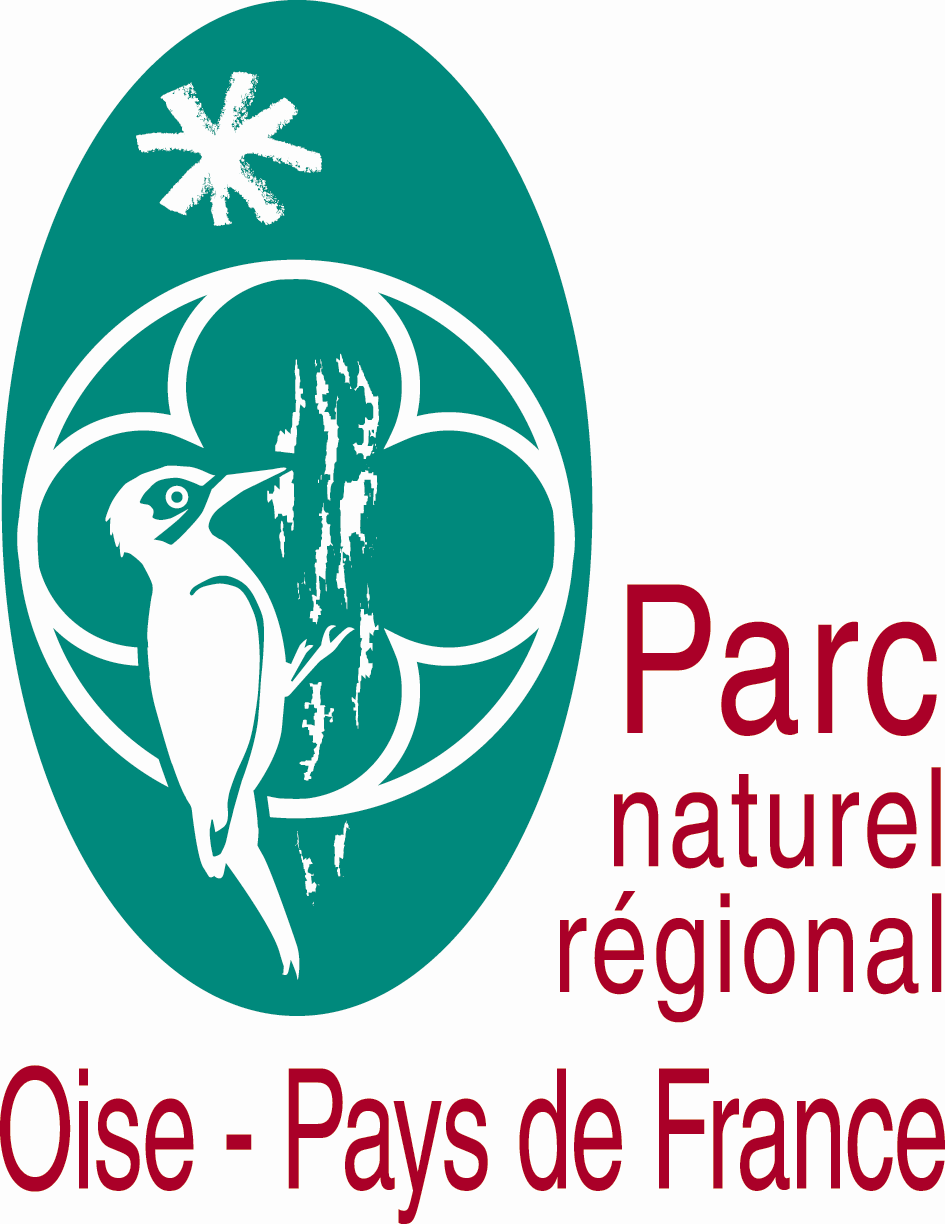 Parc
naturel
régional
Oise - Pays de France